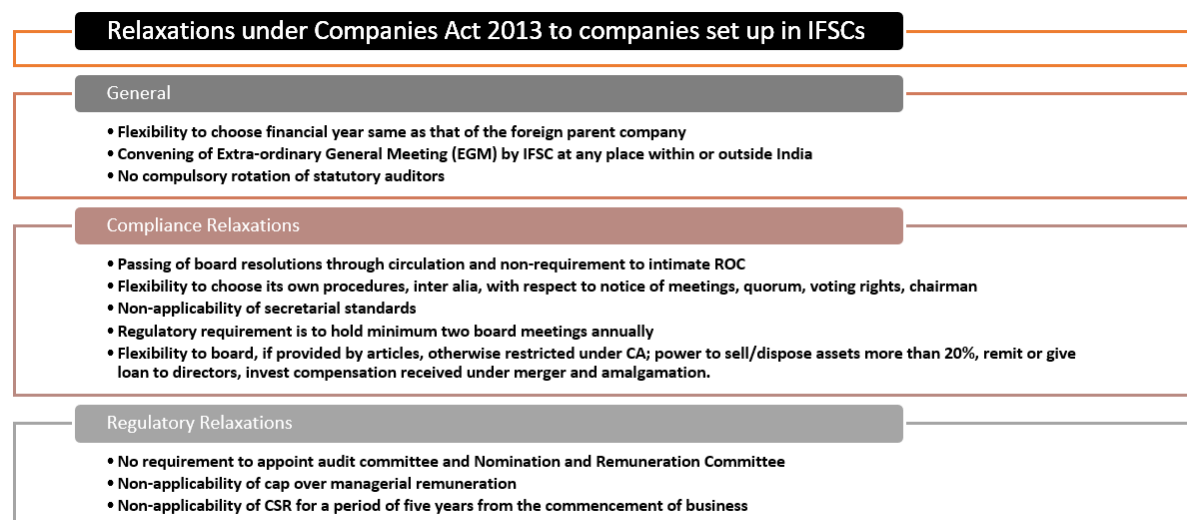 Relaxations under Companies Act 2013 to companies set up in IFSCs
General
• Flexibility to choose financial year same as that of the foreign parent company
• Convening of Extra-ordinary General Meeting (EGM) by IFSC at any place within or outside India
• No compulsory rotation of statutory auditors
Compliance Relaxations
• Passing of board resolutions through circulation and non-requirement to intimate ROC
• Flexibility to choose its own procedures, inter alia, with respect to notice of meetings, quorum, voting rights, chairman
• Non-applicability of secretarial standards
• Regulatory requirement is to hold minimum two board meetings annually
• Flexibility to board, if provided by articles, otherwise restricted under CA; power to sell/dispose assets more than 20%, remit or give
loan to directors, invest compensation received under merger and amalgamation.
Regulatory Relaxations
• No requirement to appoint audit committee and Nomination and Remuneration Committee
• Non-applicability of cap over managerial remuneration
• Non-applicability of CSR for a period of five years from the commencement of business